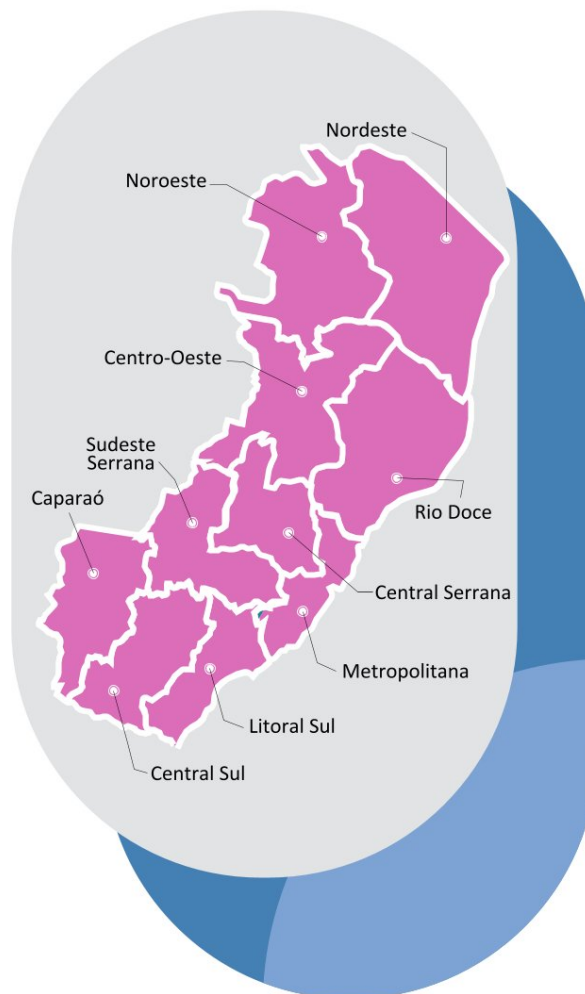 Nordeste
Noroeste
Centro-Oeste
Sudeste
Serrana
Caparaó
Rio Doce
Central Serrana
Metropolitana
Litoral Sul
Central Sul